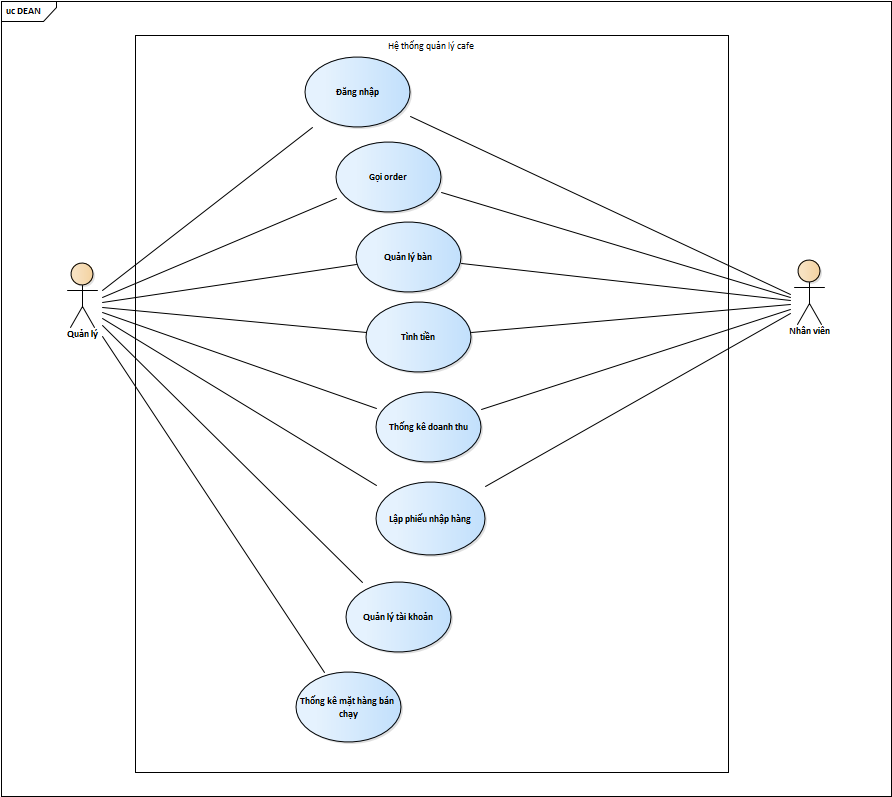 uc DEAN
Hệ thống quản lý cafe
Đăng nhập
Gọi order
Quản lý bàn
Tình tiền
Thống kê doanh thu
Lập phiếu nhập hàng
Quản lý tài khoản
Thống kê mặt hàng bán
chạy
Quản lý
Nhân viên